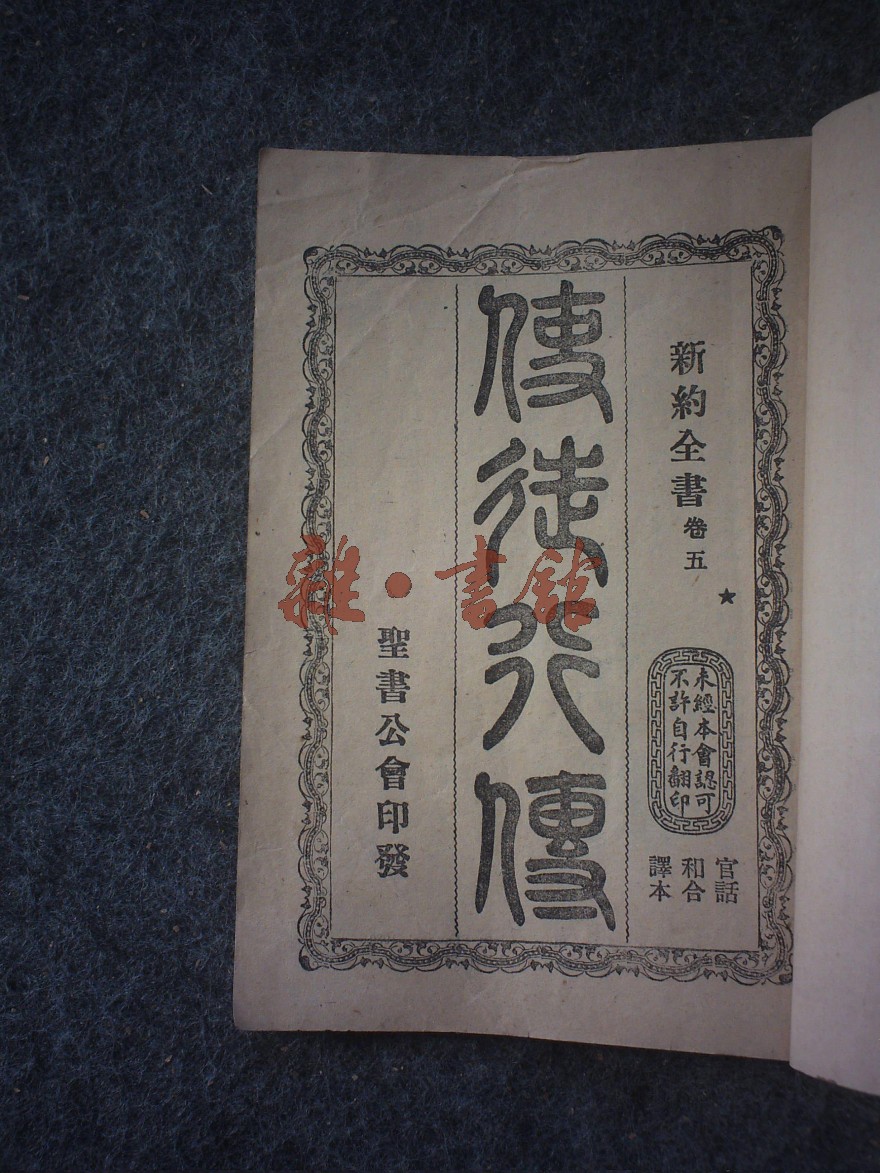 新約全書 卷五
★
未經本會認可
不許自行翻印
官話
和合
譯本
使徒行傳
聖書公會印發
雜·書館